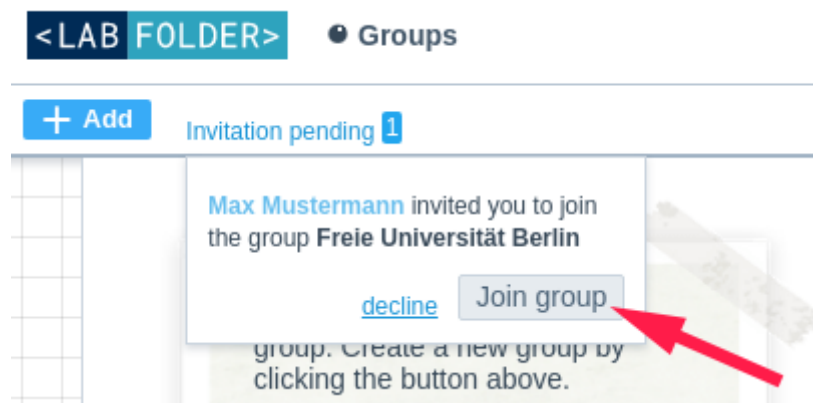 <LAB FOLDER>
Groups
+ Add
Invitation pending 1
Max Mustermann invited you to join
the group Freie Universität Berlin
decline
Join group
group. Create a new group by
clicking the button above.